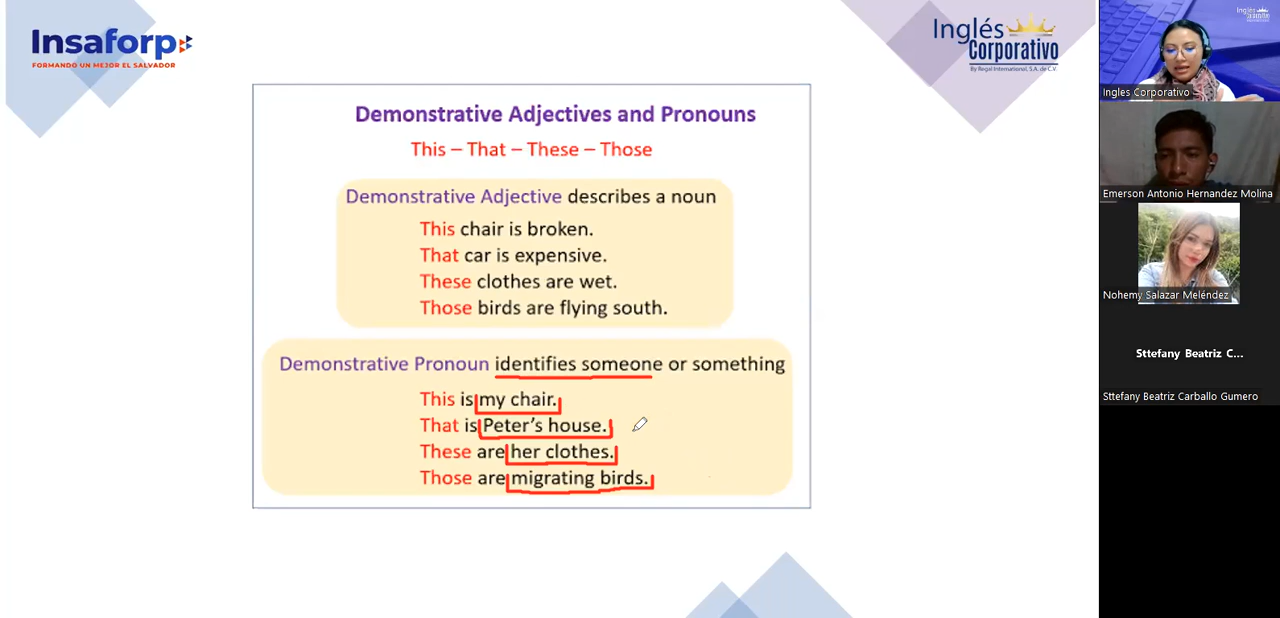 Insaforp
FORMANDO UN MEJOR EL SALVADOR
Inglés
Corporativo
By Regal International, S.A. de C.V.
Demonstrative Adjectives and Pronouns
This – That – These – Those
Demonstrative Adjective describes a noun
This chair is broken.
That car is expensive.
These clothes are wet.
Those birds are flying south.
Demonstrative Pronoun identifies someone or something
This is my chair.
That is Peter's house.
These are her clothes.
Those are migrating birds.
Inglés
Ingles Corporativo
Emerson Antonio Hernandez Molina
Nohemy Salazar Meléndez
Sttefany Beatriz C...
Sttefany Beatriz Carballo Gumero